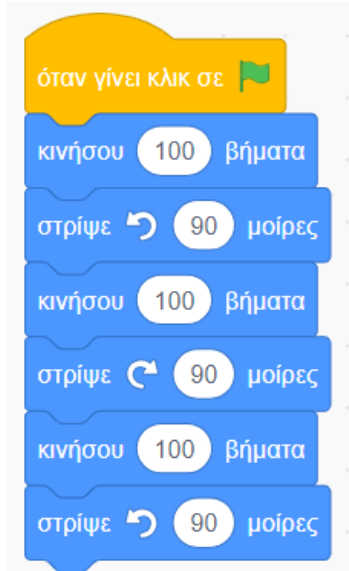 όταν γίνει κλικ σε
κινήσου 100 βήματα
στρίψε 90 μοίρες
κινήσου 100 βήματα
στρίψε 90 μοίρες
κινήσου 100 βήματα
στρίψε 90 μοίρες